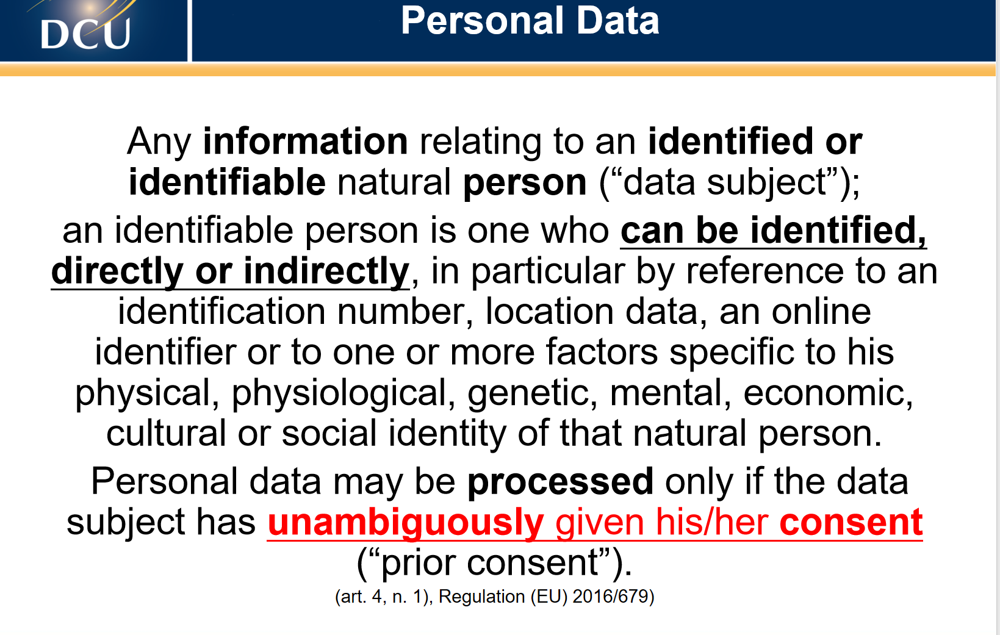 DCU
Personal Data
Any information relating to an identified or
identifiable natural person (“data subject”);
an identifiable person is one who can be identified,
directly or indirectly, in particular by reference to an
identification number, location data, an online
identifier or to one or more factors specific to his
physical, physiological, genetic, mental, economic,
cultural or social identity of that natural person.
Personal data may be processed only if the data
subject has unambiguously given his/her consent
(“prior consent”).
(art. 4, n. 1), Regulation (EU) 2016/679)